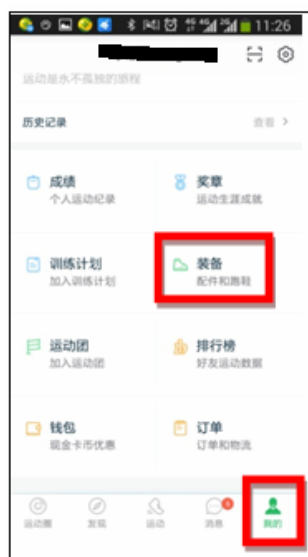 11:26
运动是永不孤独的旅程
历史记录 查看 >
成绩 奖章
个人运动纪录 运动生涯成就
训练计划 装备
加入训练计划 配件和跑鞋
运动团 排行榜
加入运动团 好友运动数据
钱包 订单
现金卡币优惠 订单和物流
运动圈 发现 运动 消息 我的